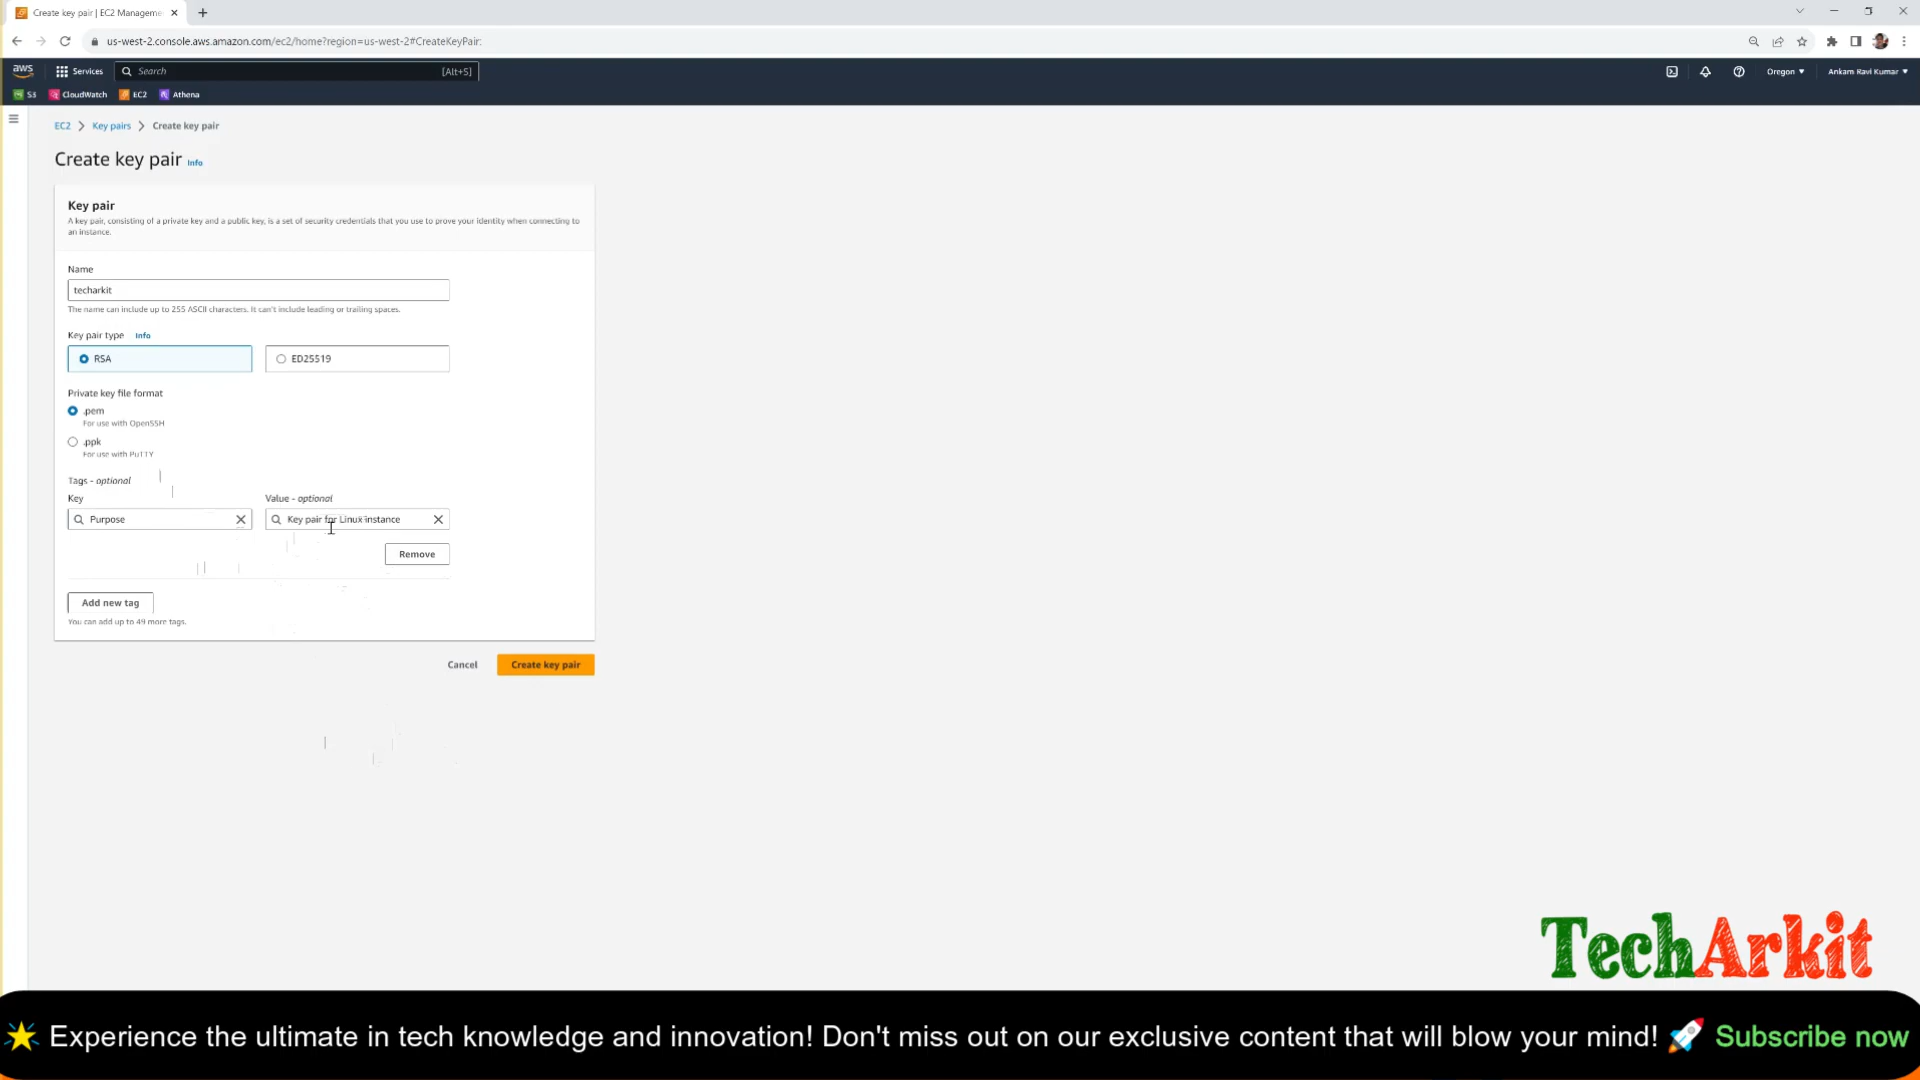 Create key pair | EC2 Manageme
us-west-2.console.aws.amazon.com/ec2/home?region=us-west-2#CreateKeyPair:
aws
Services
Search
[Alt+S]
Oregon
Ankam Ravi Kumar
S3
CloudWatch
EC2
Athena
EC2 > Key pairs > Create key pair
Create key pair Info
Key pair
A key pair, consisting of a private key and a public key, is a set of security credentials that you use to prove your identity when connecting to
an instance.
Name
techarkit
The name can include up to 255 ASCII characters. It can't include leading or trailing spaces.
Key pair type Info
RSA
ED25519
Private key file format
.pem
For use with OpenSSH
.ppk
For use with PuTTY
Tags - optional
Key
Value - optional
Purpose
Key pair for Linux instance
Remove
Add new tag
You can add up to 49 more tags.
Cancel
Create key pair
TechArkit
Experience the ultimate in tech knowledge and innovation! Don't miss out on our exclusive content that will blow your mind! 🚀 Subscribe now